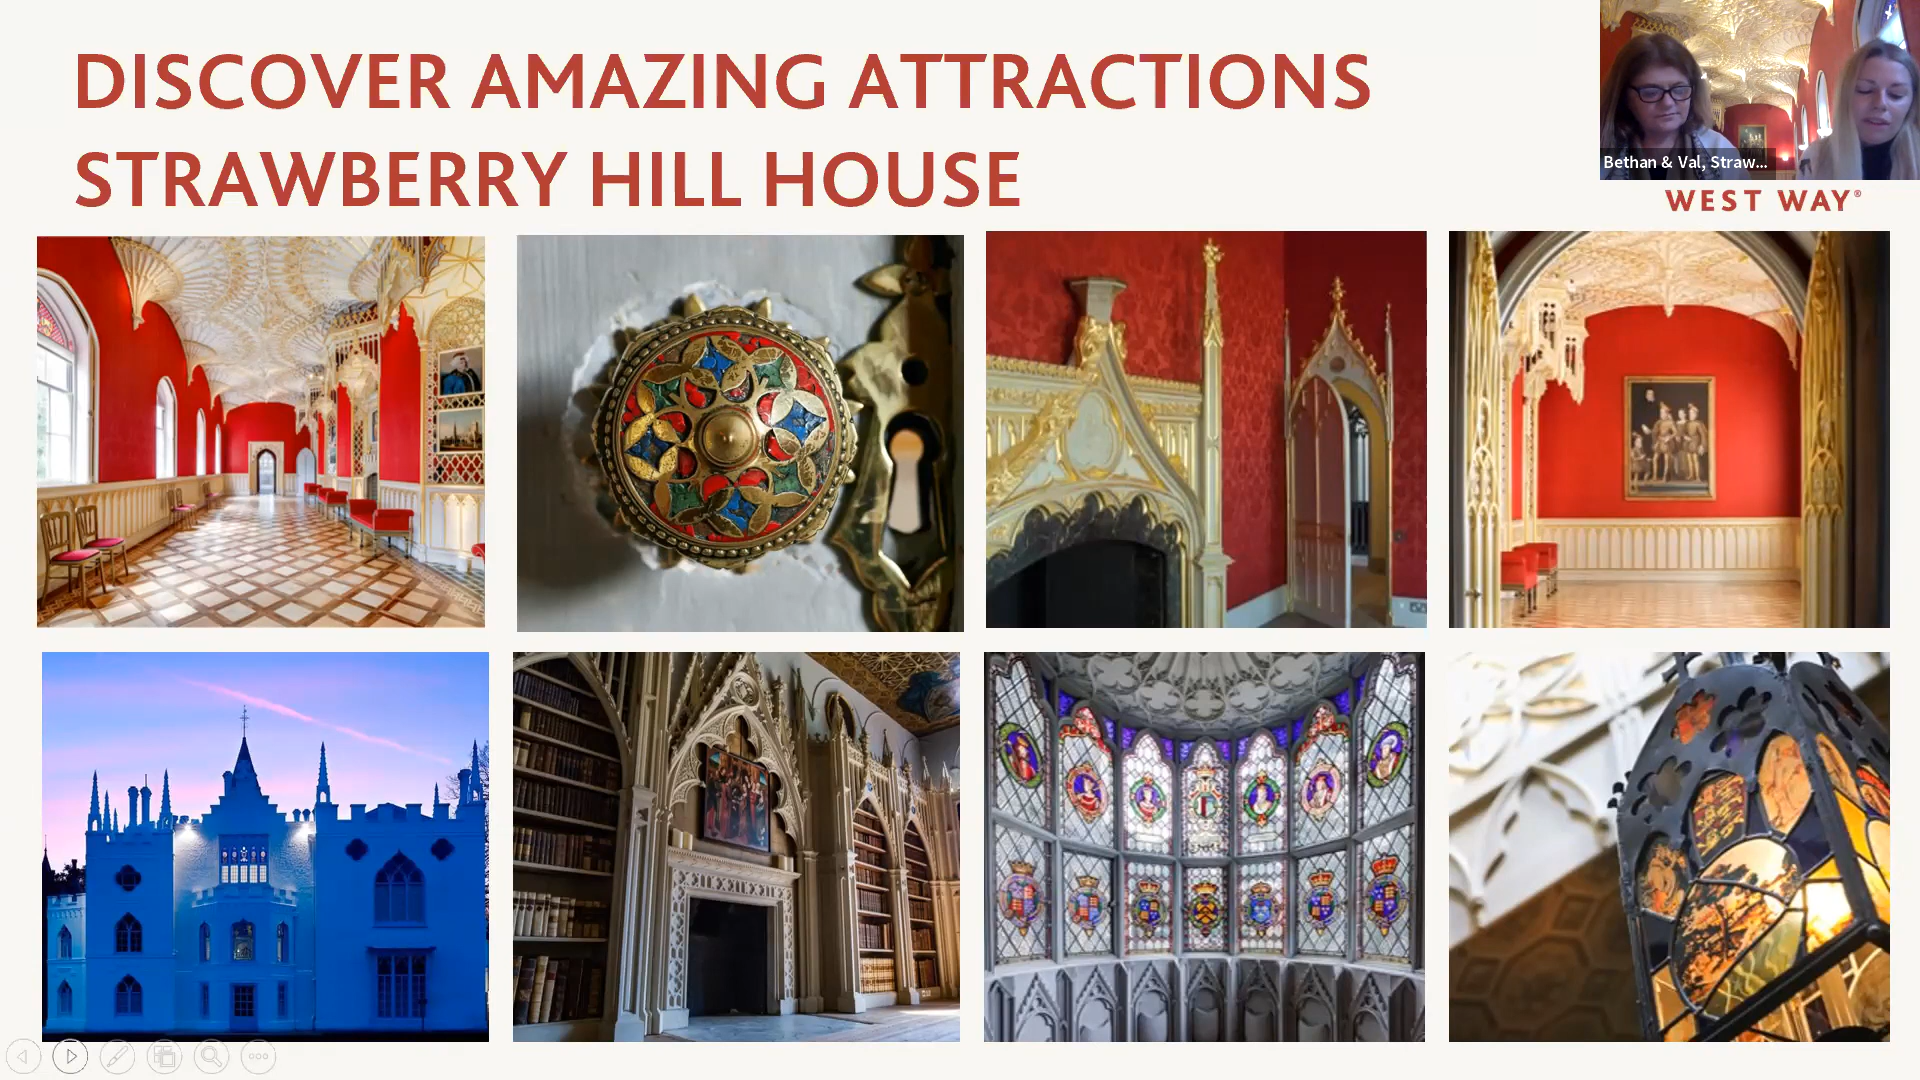 DISCOVER AMAZING ATTRACTIONS
STRAWBERRY HILL HOUSE
Bethan & Val, Straw...
WEST WAY®